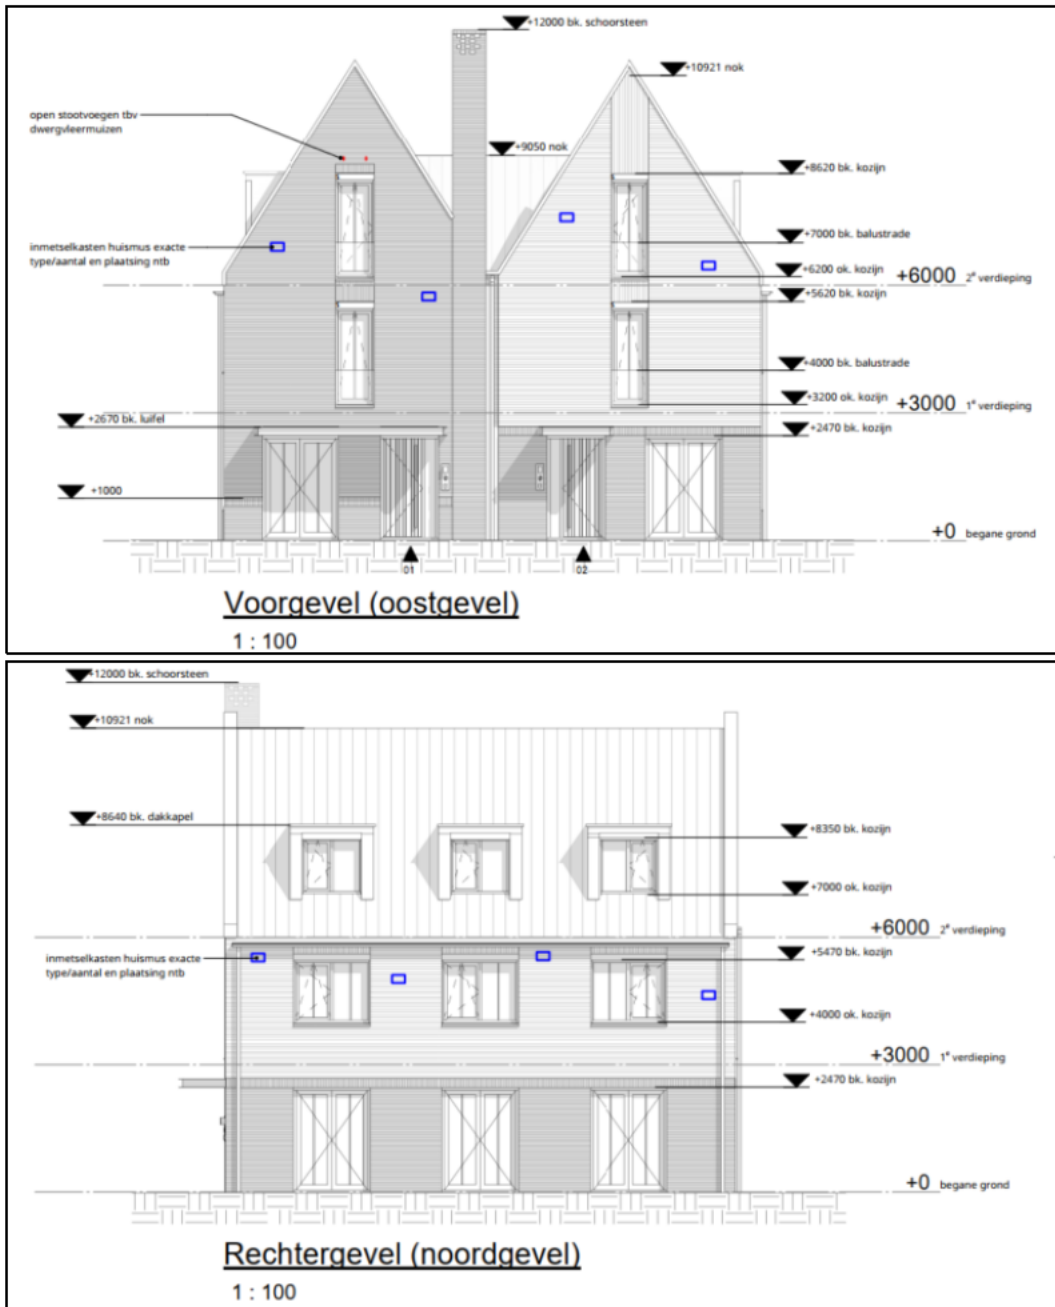 +12000 bk. schoorsteen
+10921 nok
open stootvoegen tbv
dwergvleermuizen
+9050 nok
+8620 bk. kozijn
+7000 bk. balustrade
inmetselkasten huismus exacte
type/aantal en plaatsing ntb
+6200 ok. kozijn
+6000 2e verdieping
+5620 bk. kozijn
+4000 bk. balustrade
+3200 ok. kozijn
+3000 1e verdieping
+2670 bk. luifel
+2470 bk. kozijn
+1000
+0 begane grond
01
02
Voorgevel (oostgevel)
1 : 100
+12000 bk. schoorsteen
+10921 nok
+8640 bk. dakkapel
+8350 bk. kozijn
+7000 ok. kozijn
+6000 2e verdieping
inmetselkasten huismus exacte
type/aantal en plaatsing ntb
+5470 bk. kozijn
+4000 ok. kozijn
+3000 1e verdieping
+2470 bk. kozijn
+0 begane grond
Rechtergevel (noordgevel)
1 : 100